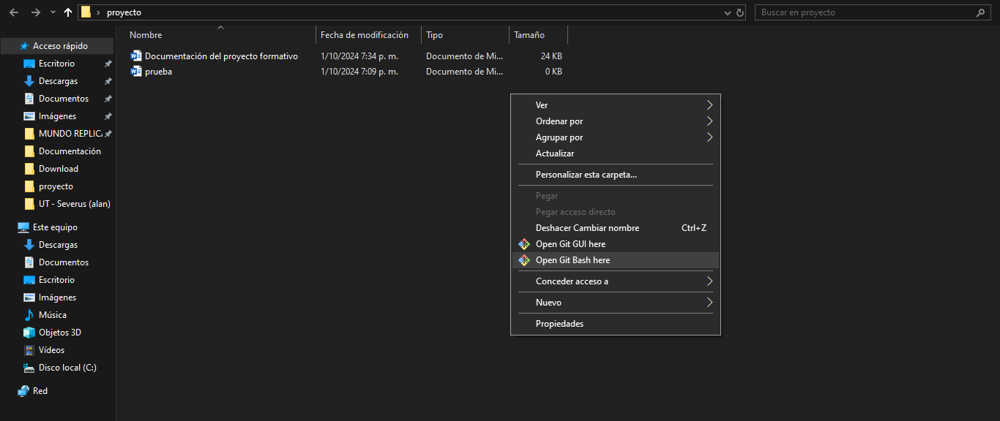 proyecto
Buscar en proyecto
Nombre
Fecha de modificación
Tipo
Tamaño
Documentación del proyecto formativo 1/10/2024 7:34 p. m. Documento de Mi... 24 KB
prueba 1/10/2024 7:09 p. m. Documento de Mi... 0 KB
Acceso rápido
Escritorio
Descargas
Documentos
Imágenes
MUNDO REPLICA
Documentación
Download
proyecto
UT - Severus (alan)
Este equipo
Descargas
Documentos
Escritorio
Imágenes
Música
Objetos 3D
Vídeos
Disco local (C:)
Red
Ver
Ordenar por
Agrupar por
Actualizar
Personalizar esta carpeta...
Pegar
Pegar acceso directo
Deshacer Cambiar nombre Ctrl+Z
Open Git GUI here
Open Git Bash here
Conceder acceso a
Nuevo
Propiedades